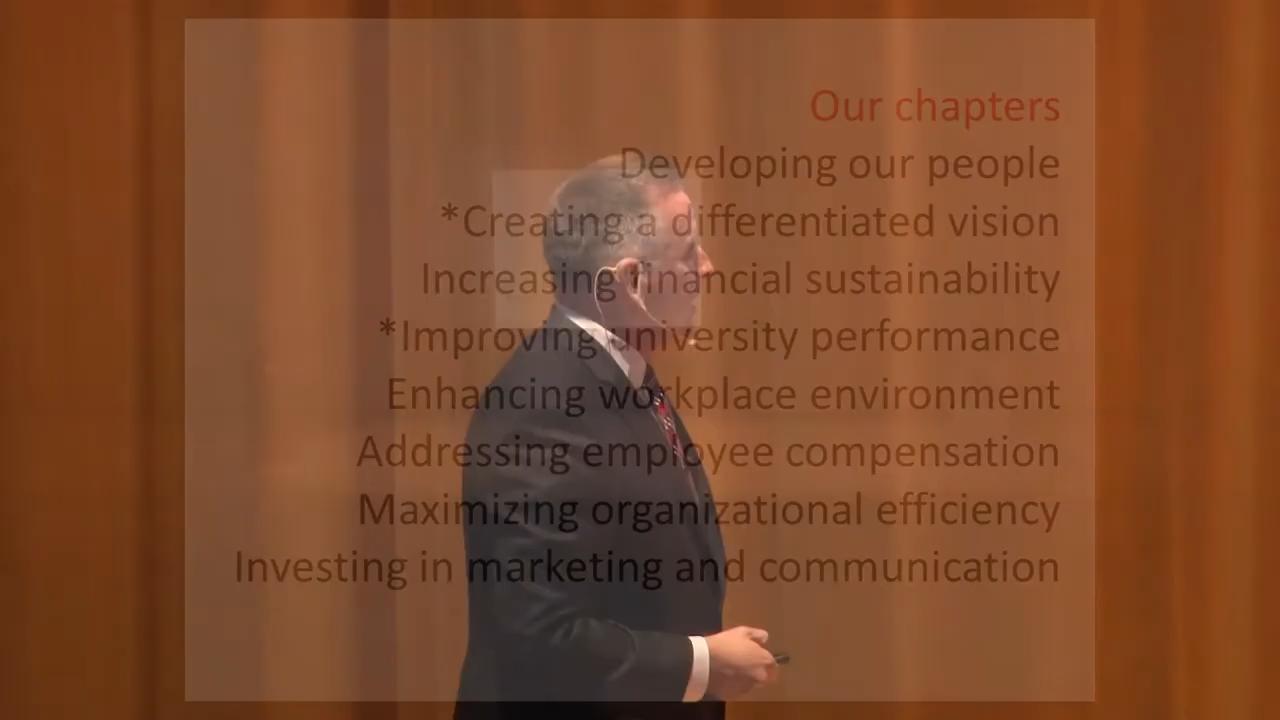 Our chapters
Developing our people
*Creating a differentiated vision
Increasing financial sustainability
*Improving university performance
Enhancing workplace environment
Addressing employee compensation
Maximizing organizational efficiency
Investing in marketing and communication